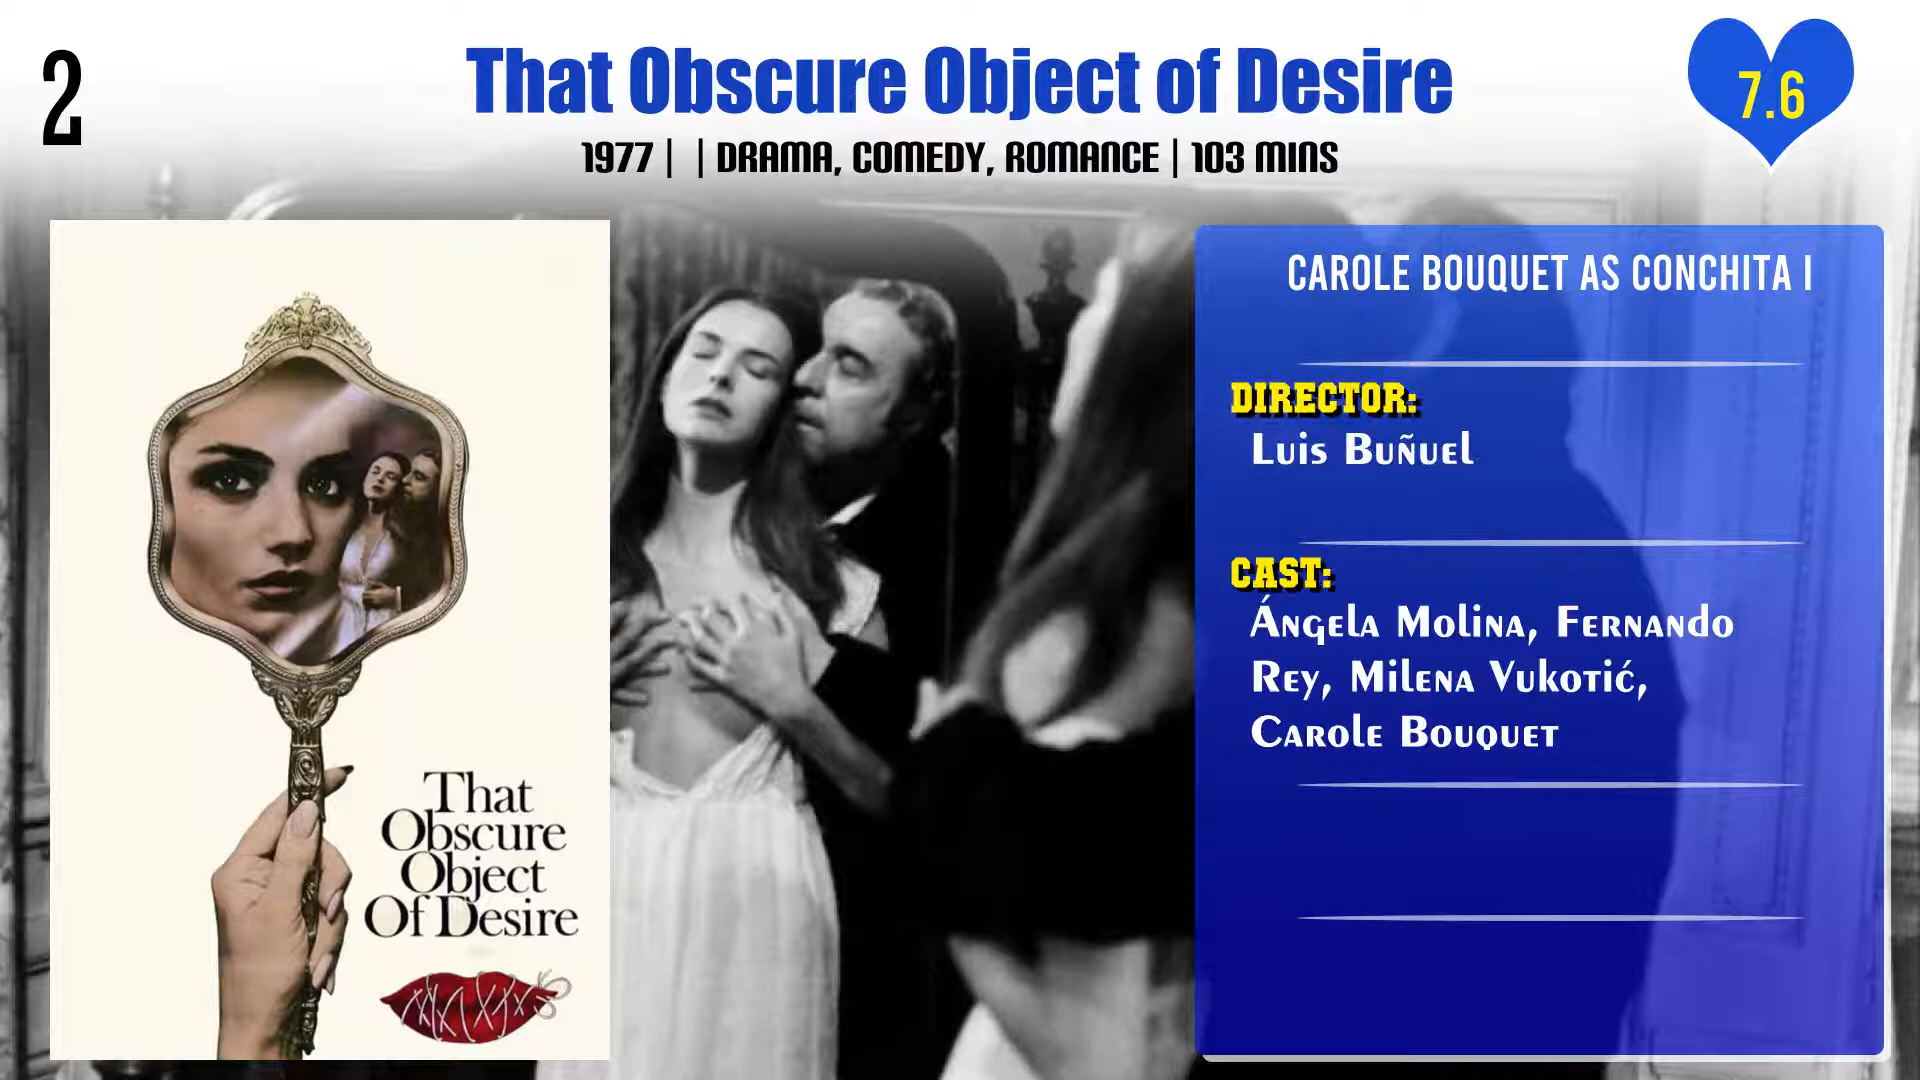 2
That Obscure Object of Desire
7.6
1977 | | DRAMA, COMEDY, ROMANCE | 103 MINS
CAROLE BOUQUET AS CONCHITA I
DIRECTOR:
Luis Buñuel
CAST:
Ángela Molina, Fernando
Rey, Milena Vukotić,
Carole Bouquet
That
Obscure
Object
Of Desire